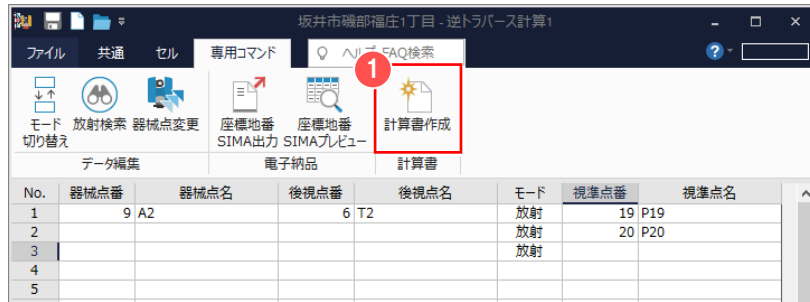 坂井市磯部福庄1丁目 - 逆トラバース計算1
ファイル 共通 セル 専用コマンド ヘルプ FAQ検索
1
モード 放射検索 器械点変更 座標地番 座標地番 計算書作成
切り替え SIMA出力 SIMAプレビュー
データ編集 電子納品 計算書
No. 器械点番 器械点名 後視点番 後視点名 モード 視準点番 視準点名
1 9 A2 6 T2 放射 19 P19
2 放射 20 P20
3 放射
4
5